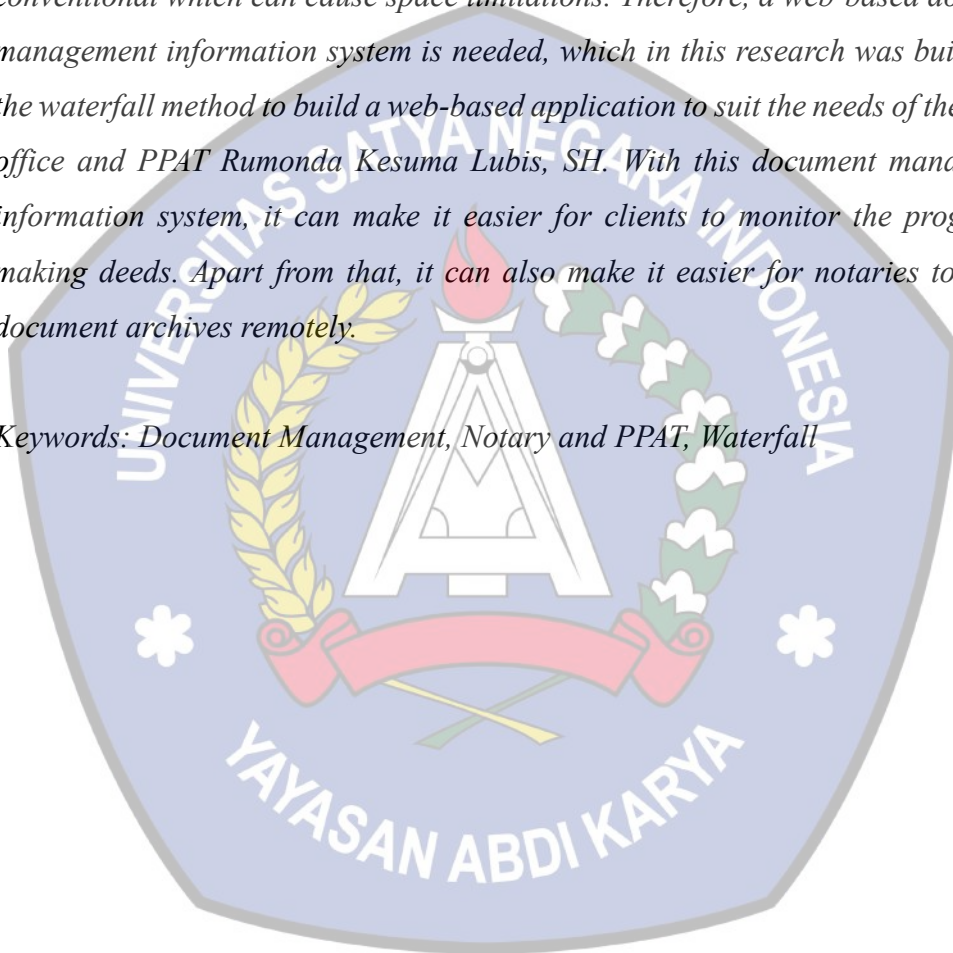 conventional which can cause space limitations. Therefore, a web-based do
management information system is needed, which in this research was bui
the waterfall method to build a web-based application to suit the needs of the
office and PPAT Rumonda Kesuma Lubis, SH. With this document mana
information system, it can make it easier for clients to monitor the prog
making deeds. Apart from that, it can also make it easier for notaries to
document archives remotely.
Keywords: Document Management, Notary and PPAT, Waterfall
UNIVERSITAS SATYA NEGARA INDONESIA
YAYASAN ABDI KARYA